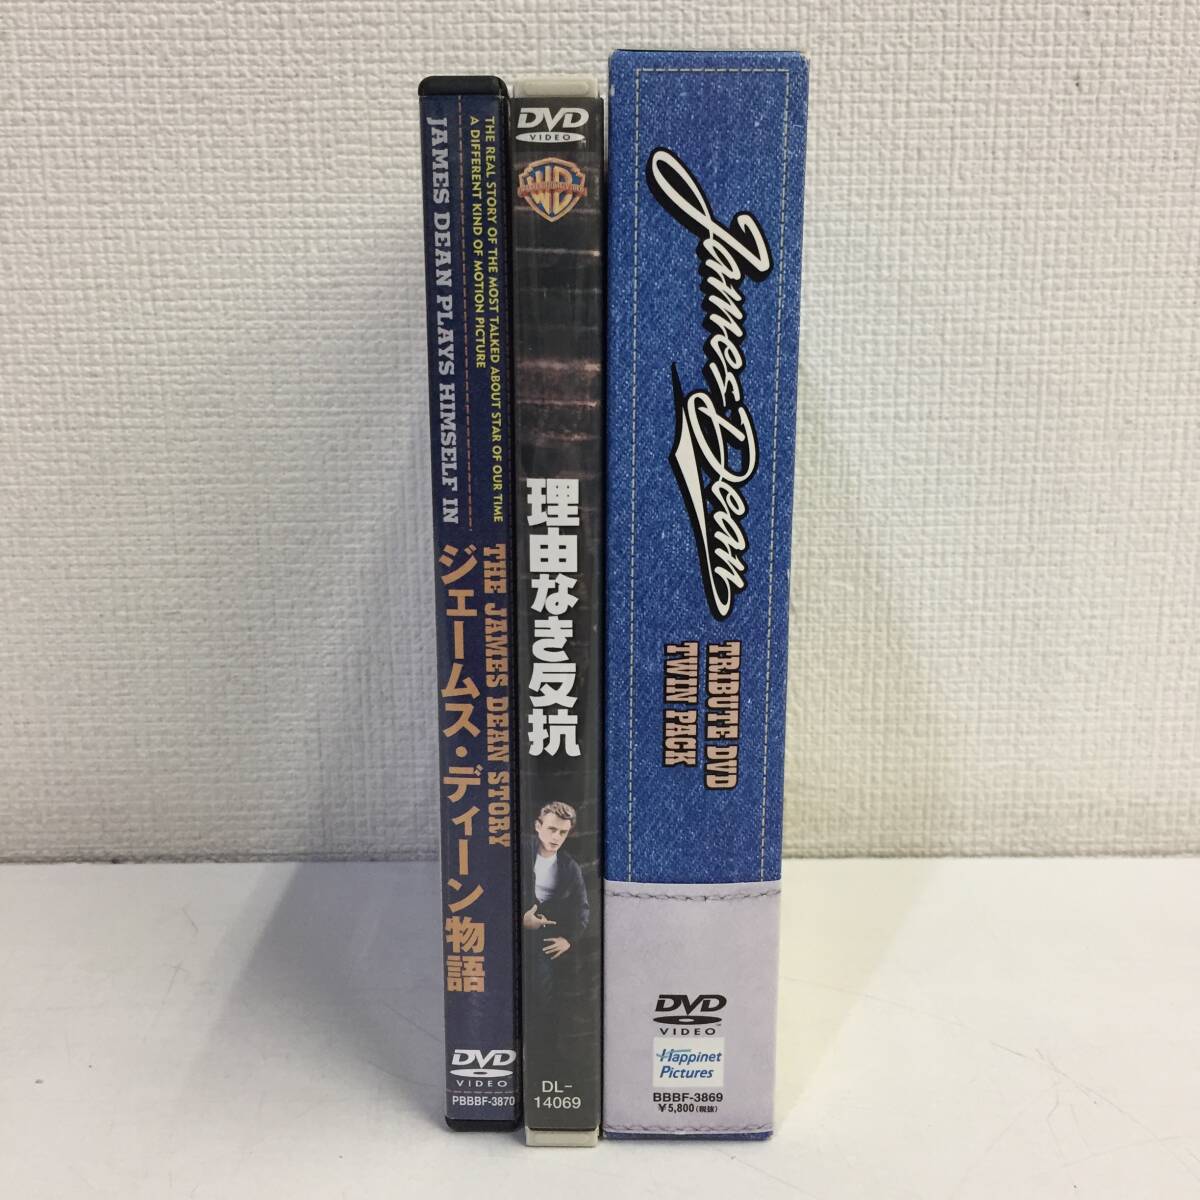 THE REAL STORY OF THE MOST TALKED ABOUT STAR OF OUR TIME
A DIFFERENT KIND OF MOTION PICTURE
JAMES DEAN PLAYS HIMSELF IN
THE JAMES DEAN STORY
ジェームス・ディーン物語
DVD
VIDEO
PBBBF-3870
DVD
VIDEO
WB
理由なき反抗
DL-
14069
James Dean
TRIBUTE DVD
TWIN PACK
DVD
VIDEO
Happinet
Pictures
BBBF-3869
￥5,800(税抜)